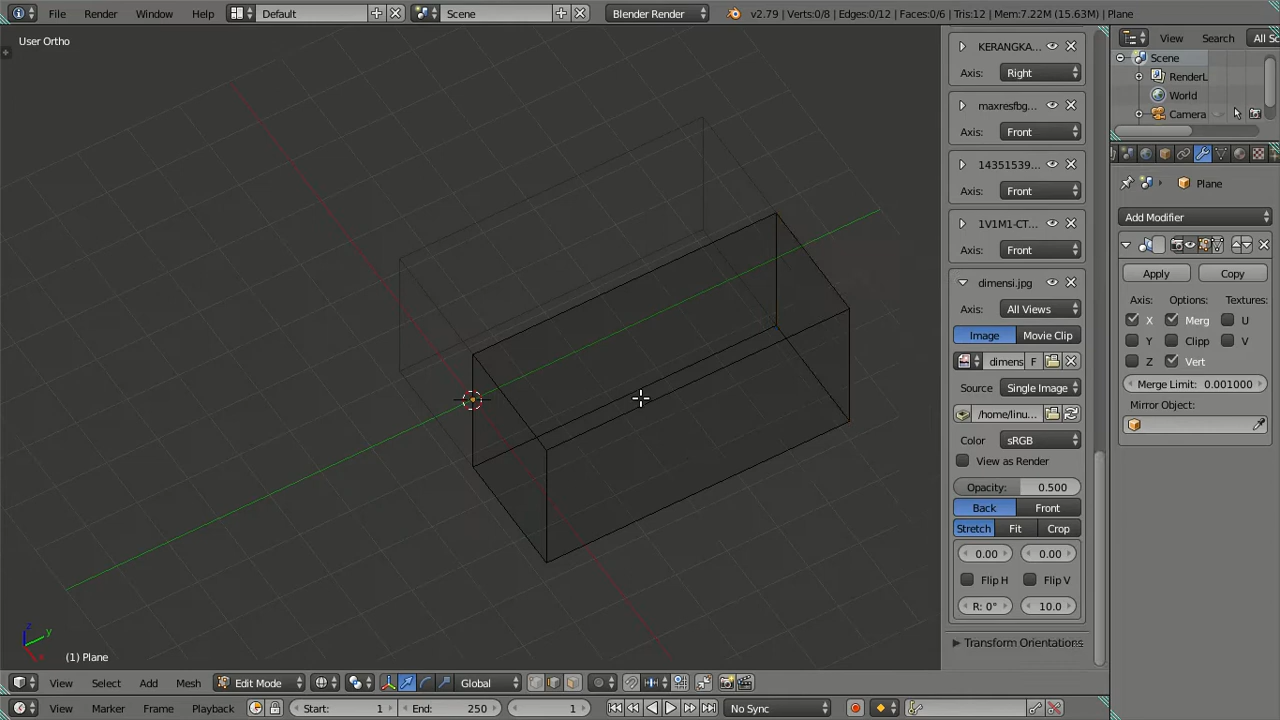 File Render Window Help Default Scene Blender Render v2.79 | Verts:0/8 | Edges:0/12 | Faces:0/6 | Tris:12 | Mem:7.22M (15.63M) | Plane
User Ortho
KERANGKA...
Axis: Right
maxresfbg...
Axis: Front
14351539...
Axis: Front
1V1M1-CT...
Axis: Front
dimensi.jpg
Axis: All Views
Image Movie Clip
dimens F
Source Single Image
/home/linu...
Color sRGB
View as Render
Opacity: 0.500
Back Front
Stretch Fit Crop
0.00 0.00
Flip H Flip V
R: 0° 10.0
Transform Orientations
View Search All Sc
Scene
RenderL
World
Camera
Plane
Add Modifier
Apply Copy
Axis: Options: Textures:
X Merg U
Y Clipp V
Z Vert
Merge Limit: 0.001000
Mirror Object:
z
y
x
(1) Plane
View Select Add Mesh Edit Mode Global
View Marker Frame Playback Start: 1 End: 250 1 No Sync